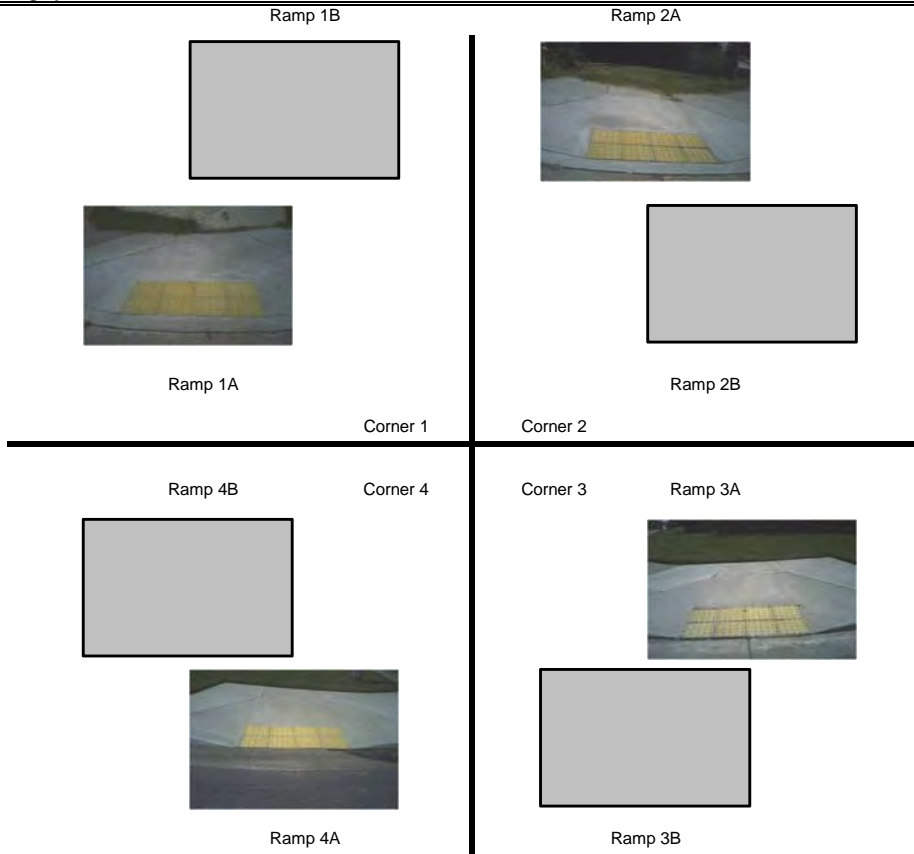 Ramp 1B Ramp 2A
Ramp 1A Ramp 2B
Corner 1 Corner 2
Ramp 4B Corner 4 Corner 3 Ramp 3A
Ramp 4A Ramp 3B